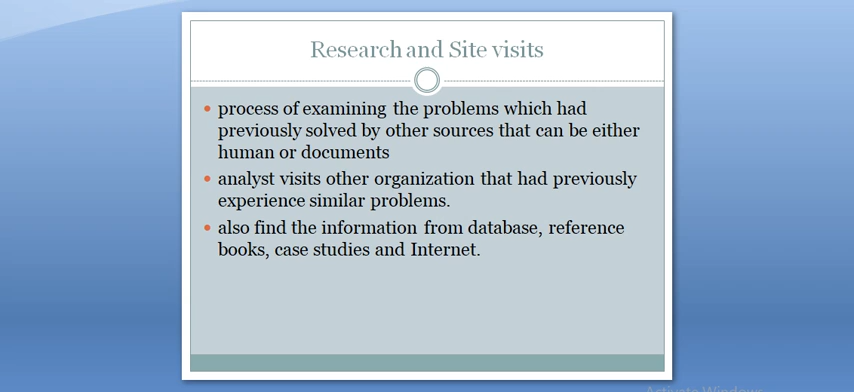 Research and Site visits
process of examining the problems which had
previously solved by other sources that can be either
human or documents
analyst visits other organization that had previously
experience similar problems.
also find the information from database, reference
books, case studies and Internet.
Activate Windows